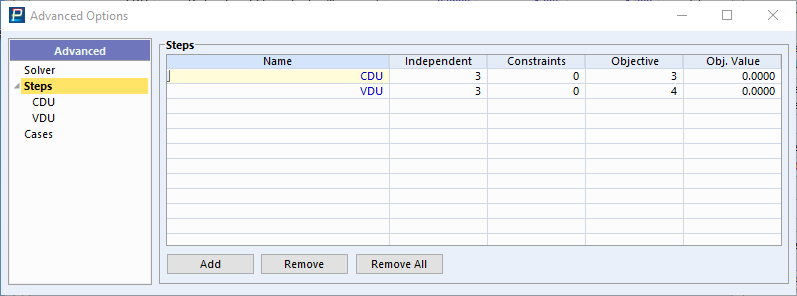 Advanced Options
Advanced
Solver
Steps
CDU
VDU
Cases
Steps
Name Independent Constraints Objective Obj. Value
CDU 3 0 3 0.0000
VDU 3 0 4 0.0000
Add Remove Remove All